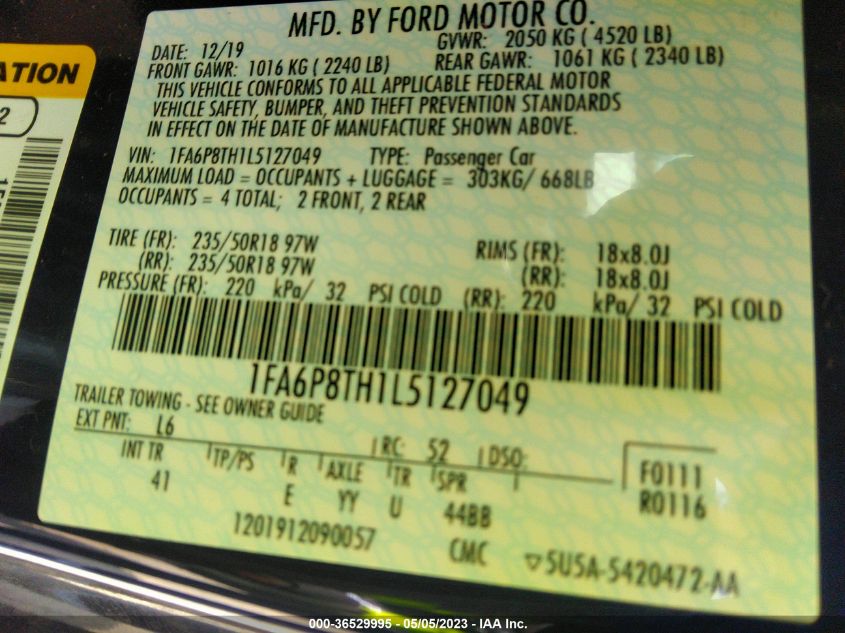 MFD. BY FORD MOTOR CO.
DATE: 12/19 GVWR: 2050 KG ( 4520 LB)
FRONT GAWR: 1016 KG ( 2240 LB) REAR GAWR: 1061 KG ( 2340 LB)
THIS VEHICLE CONFORMS TO ALL APPLICABLE FEDERAL MOTOR
VEHICLE SAFETY, BUMPER, AND THEFT PREVENTION STANDARDS
IN EFFECT ON THE DATE OF MANUFACTURE SHOWN ABOVE.
VIN: 1FA6P8TH1L5127049 TYPE: Passenger Car
MAXIMUM LOAD = OCCUPANTS + LUGGAGE = 303KG/ 668LB
OCCUPANTS = 4 TOTAL; 2 FRONT, 2 REAR
TIRE (FR): 235/50R18 97W RIMS (FR): 18x8.0J
(RR): 235/50R18 97W (RR): 18x8.0J
PRESSURE (FR): 220 kPa/ 32 PSI COLD (RR): 220 kPa/ 32 PSI COLD
1FA6P8TH1L5127049
TRAILER TOWING - SEE OWNER GUIDE
EXT PNT: L6 RC: 52 DSO:
INT TR TP/PS R AXLE TR SPR
41 E YY U 44BB
F0111
R0116
1201912090057 CMC ▽5U5A-5420472-AA
ATION
2
000-36529995 - 05/05/2023 - IAA Inc.